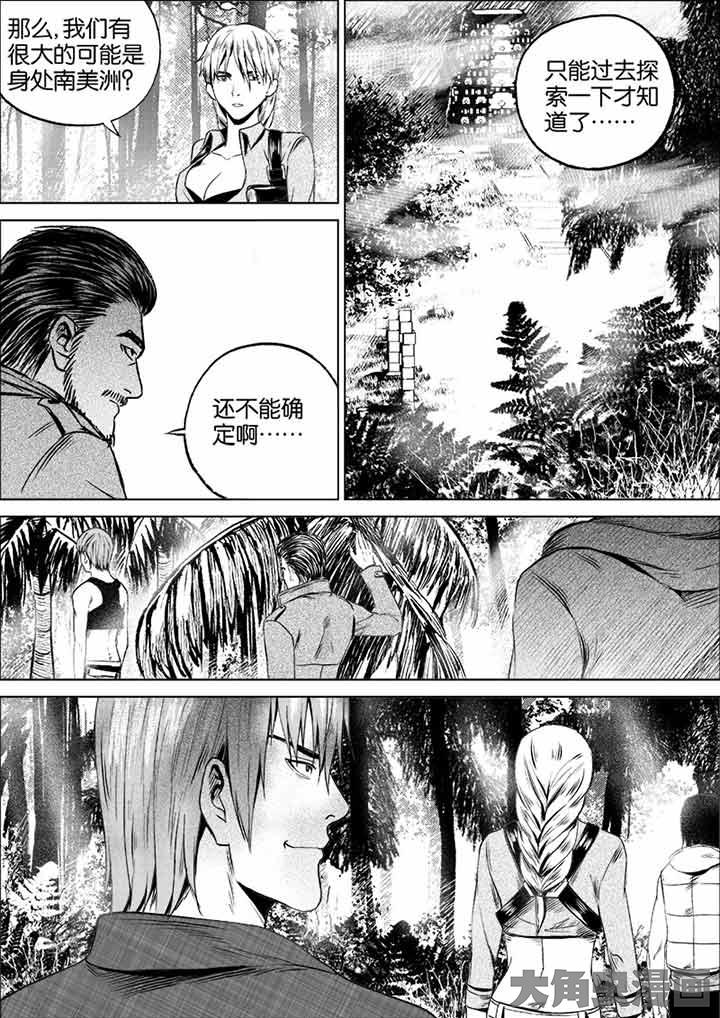 那么,我们有
很大的可能是
身处南美洲?
还不能确
定啊……
只能过去探
索一下才知
道了……
大角虫漫画